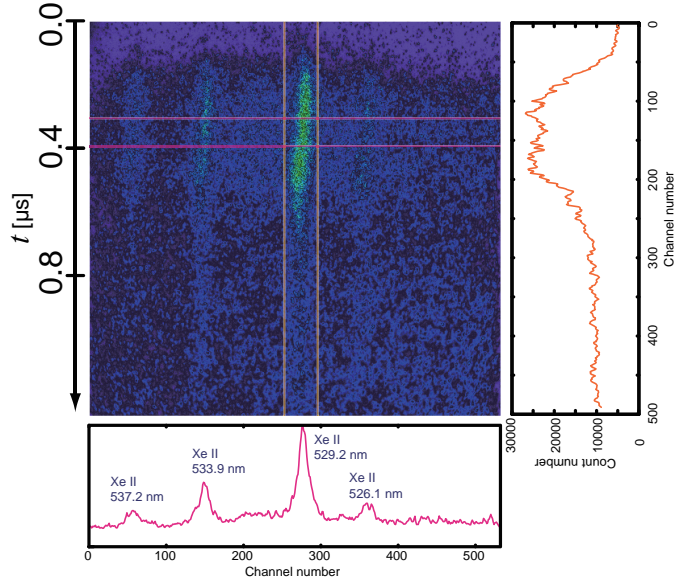 0.0
0.4
0.8
t [μs]
0
100
200
300
400
500
Channel number
30000
20000
10000
0
Count number
Xe II
537.2 nm
Xe II
533.9 nm
Xe II
529.2 nm
Xe II
526.1 nm
0
100
200
300
400
500
Channel number